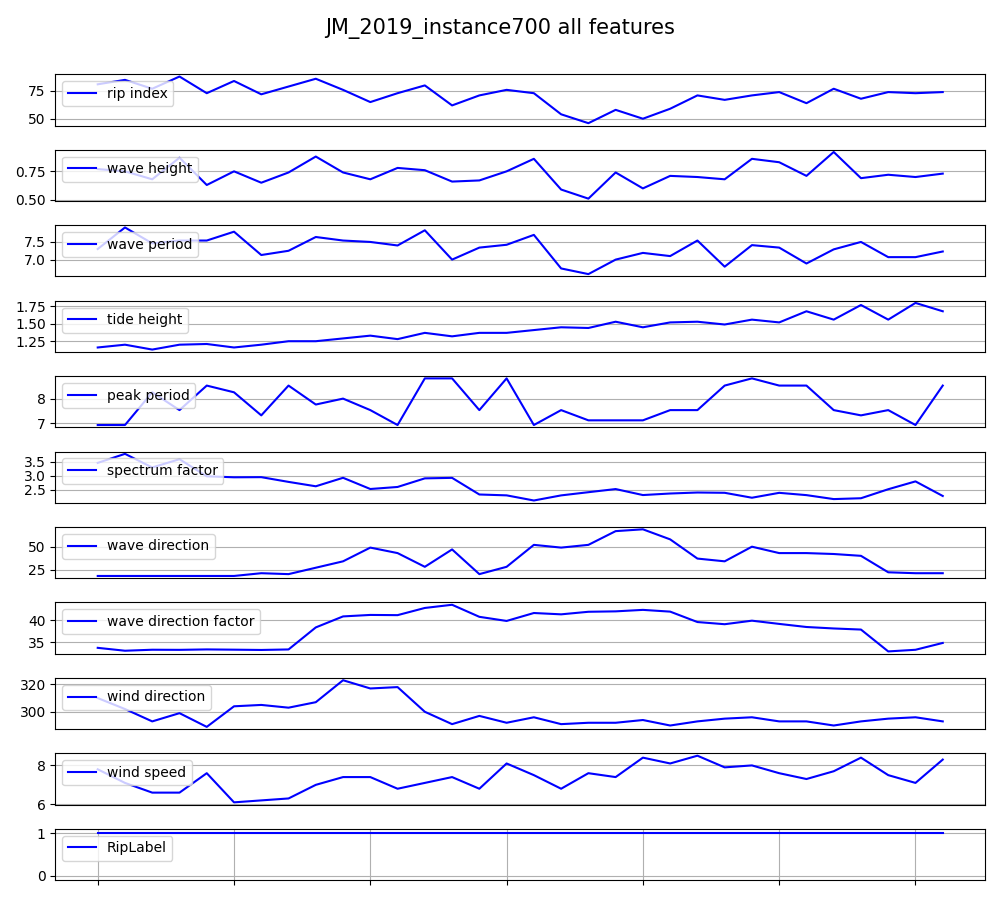 JM_2019_instance700 all features
75
50
rip index
0.75
0.50
wave height
7.5
7.0
wave period
1.75
1.50
1.25
tide height
8
7
peak period
3.5
3.0
2.5
spectrum factor
50
25
wave direction
40
35
wave direction factor
320
300
wind direction
8
6
wind speed
1
0
RipLabel